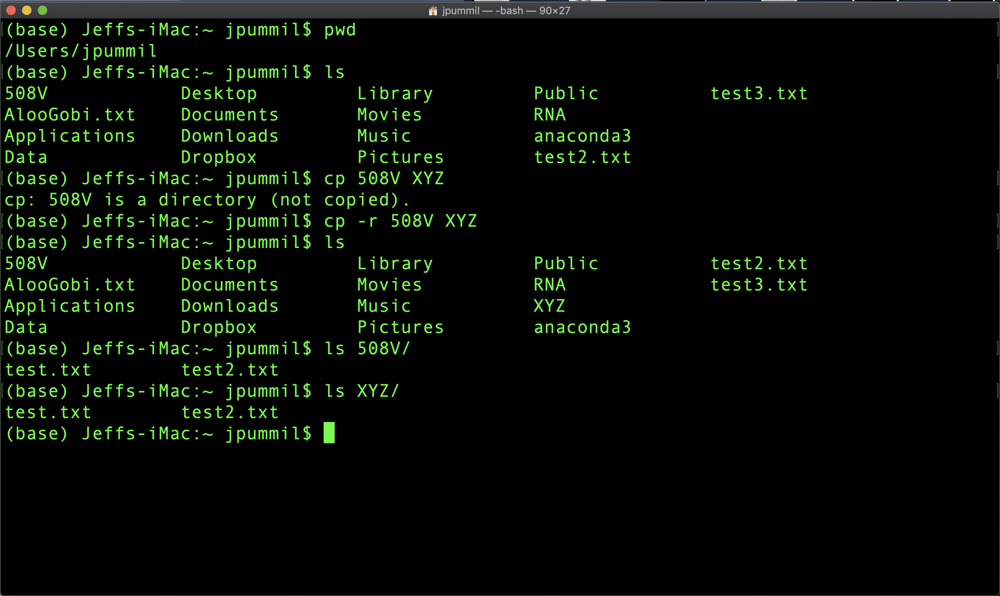 jpummil — -bash — 90×27
(base) Jeffs-iMac:~ jpummil$ pwd
/Users/jpummil
(base) Jeffs-iMac:~ jpummil$ ls
508V Desktop Library Public test3.txt
AlooGobi.txt Documents Movies RNA
Applications Downloads Music anaconda3
Data Dropbox Pictures test2.txt
(base) Jeffs-iMac:~ jpummil$ cp 508V XYZ
cp: 508V is a directory (not copied).
(base) Jeffs-iMac:~ jpummil$ cp -r 508V XYZ
(base) Jeffs-iMac:~ jpummil$ ls
508V Desktop Library Public test2.txt
AlooGobi.txt Documents Movies RNA test3.txt
Applications Downloads Music XYZ
Data Dropbox Pictures anaconda3
(base) Jeffs-iMac:~ jpummil$ ls 508V/
test.txt test2.txt
(base) Jeffs-iMac:~ jpummil$ ls XYZ/
test.txt test2.txt
(base) Jeffs-iMac:~ jpummil$